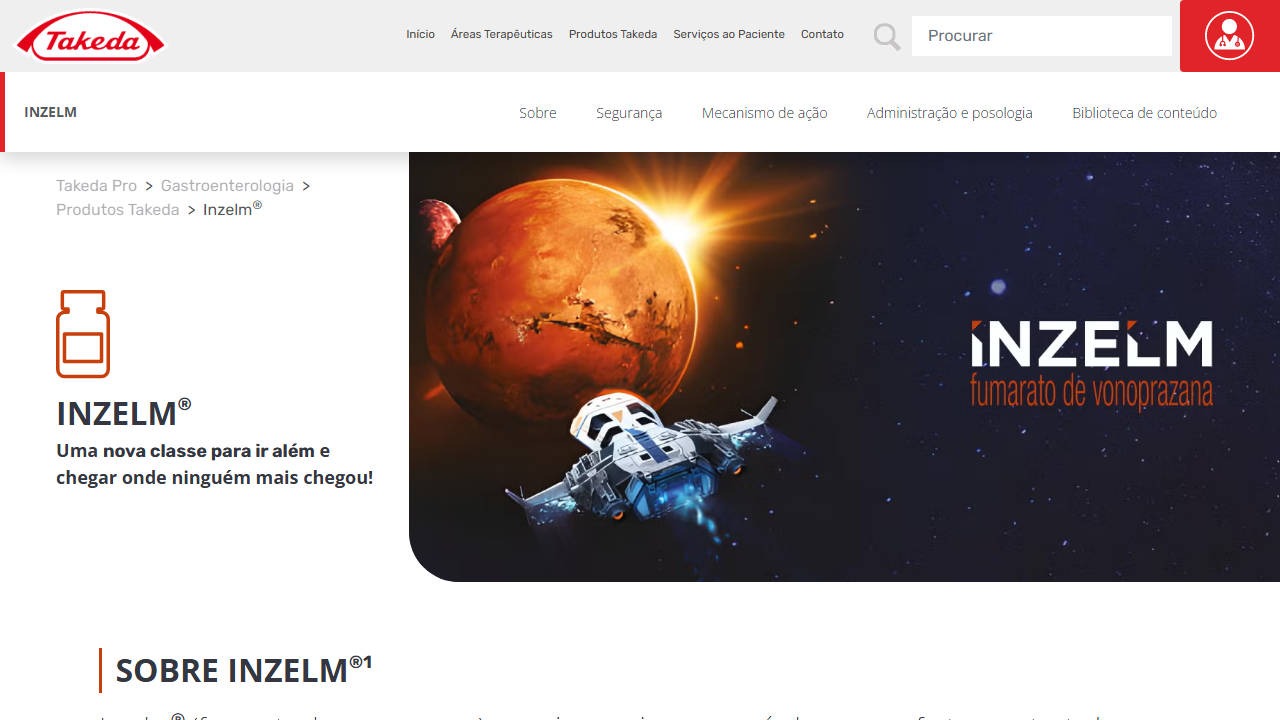 Takeda
Início Áreas Terapêuticas Produtos Takeda Serviços ao Paciente Contato
Procurar
INZELM
Sobre Segurança Mecanismo de ação Administração e posologia Biblioteca de conteúdo
Takeda Pro > Gastroenterologia >
Produtos Takeda > Inzelm®
INZELM
fumarato de vonoprazana
INZELM®
Uma nova classe para ir além e
chegar onde ninguém mais chegou!
SOBRE INZELM®1